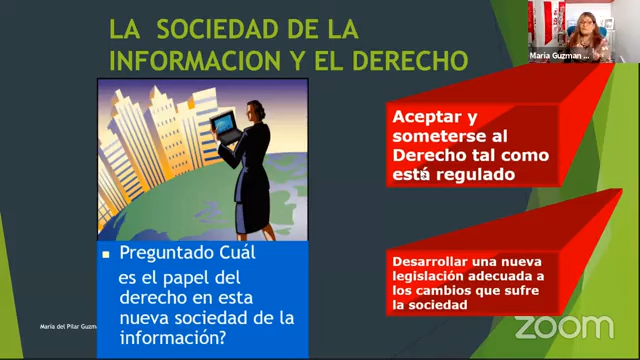 LA SOCIEDAD DE LA
INFORMACION Y EL DERECHO
Maria Guzman ...
Aceptar y
someterse al
Derecho tal como
está regulado
Preguntado Cuál
es el papel del
derecho en esta
nueva sociedad de la
información?
Desarrollar una nueva
legislación adecuada a
los cambios que sufre
la sociedad
María del Pilar Guzma
zoom